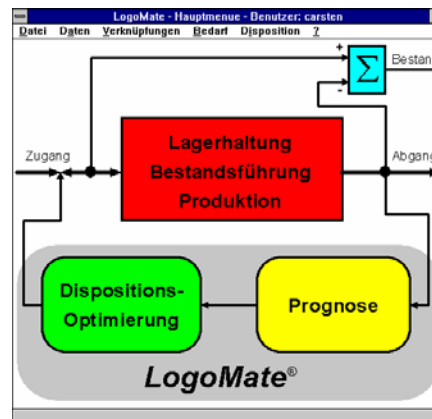 LogoMate - Hauptmenue - Benutzer: carsten
Datei Daten Verknüpfungen Bedarf Disposition ?
+
Σ
-
Bestan
Zugang
Lagerhaltung
Bestandsführung
Produktion
Abgang
Dispositions-
Optimierung
Prognose
LogoMate®